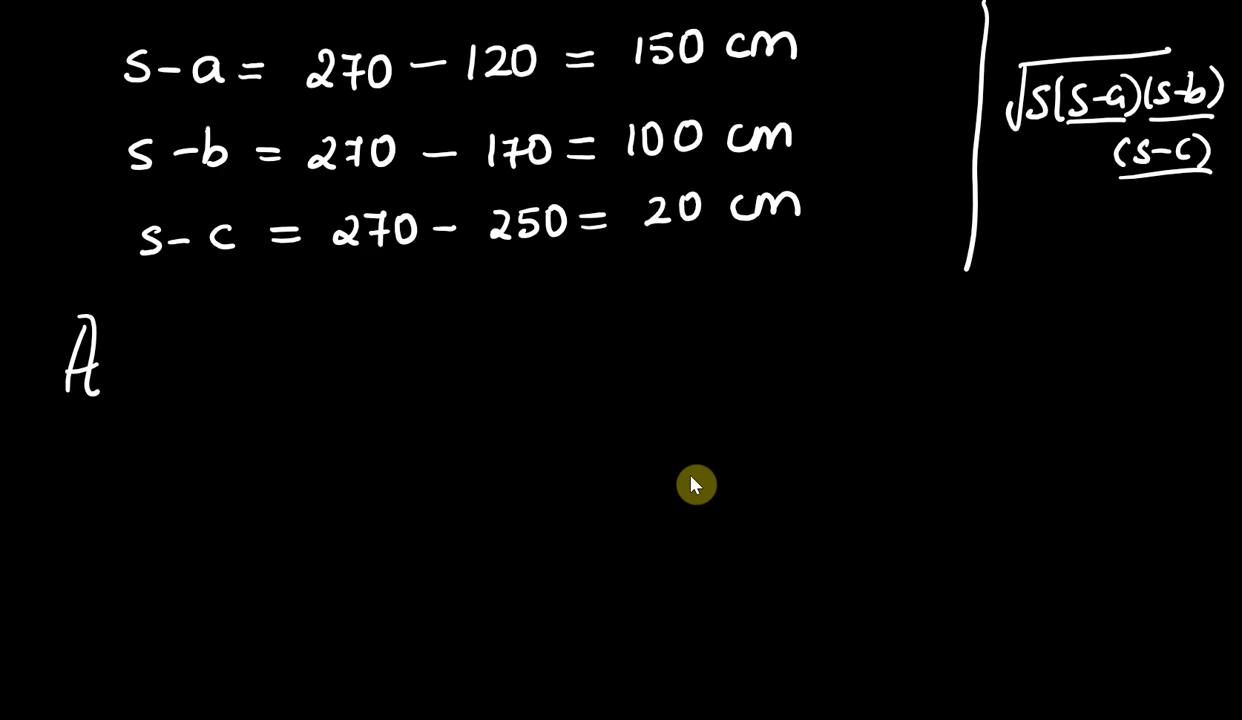 s-a = 270 - 120 = 150 cm
s-b = 270 - 170 = 100 cm
s-c = 270 - 250 = 20 cm
√s(s-a)(s-b)
(s-c)
A